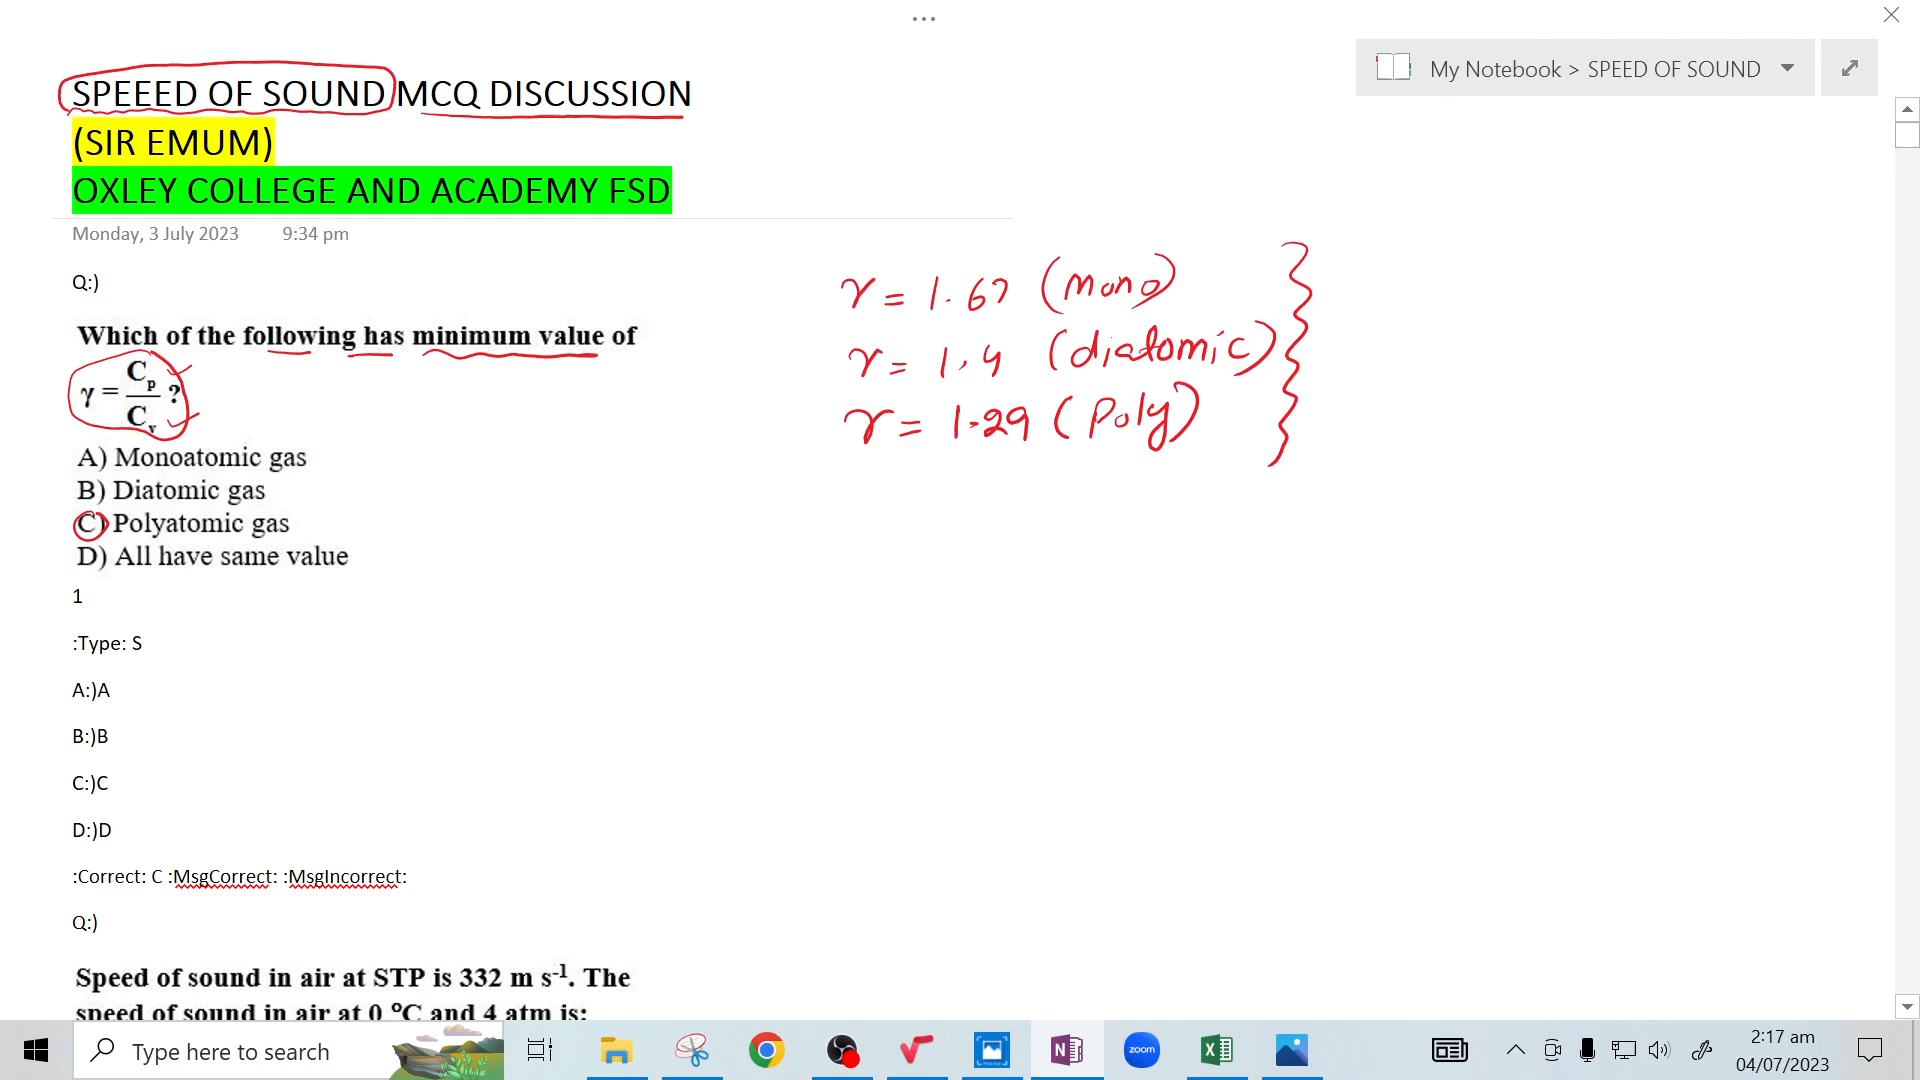 My Notebook > SPEED OF SOUND
SPEEED OF SOUND MCQ DISCUSSION
(SIR EMUM)
OXLEY COLLEGE AND ACADEMY FSD
Monday, 3 July 2023 9:34 pm
Q:)
Which of the following has minimum value of
γ = Cp/Cv ?
A) Monoatomic gas
B) Diatomic gas
C) Polyatomic gas
D) All have same value
γ = 1.67 (mono)
γ = 1.4 (diatomic)
γ = 1.29 (Poly)
1
:Type: S
A:)A
B:)B
C:)C
D:)D
:Correct: C :MsgCorrect: :MsgIncorrect:
Q:)
Speed of sound in air at STP is 332 m s⁻¹. The
speed of sound in air at 0 °C and 4 atm is:
Type here to search
zoom
2:17 am
04/07/2023